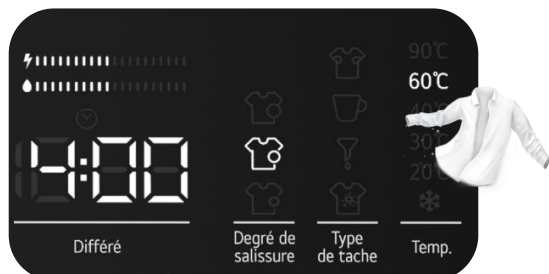 90°C
60°C
40°C
30°C
20°C
4:00
Différé
Degré de
salissure
Type
de tache
Temp.